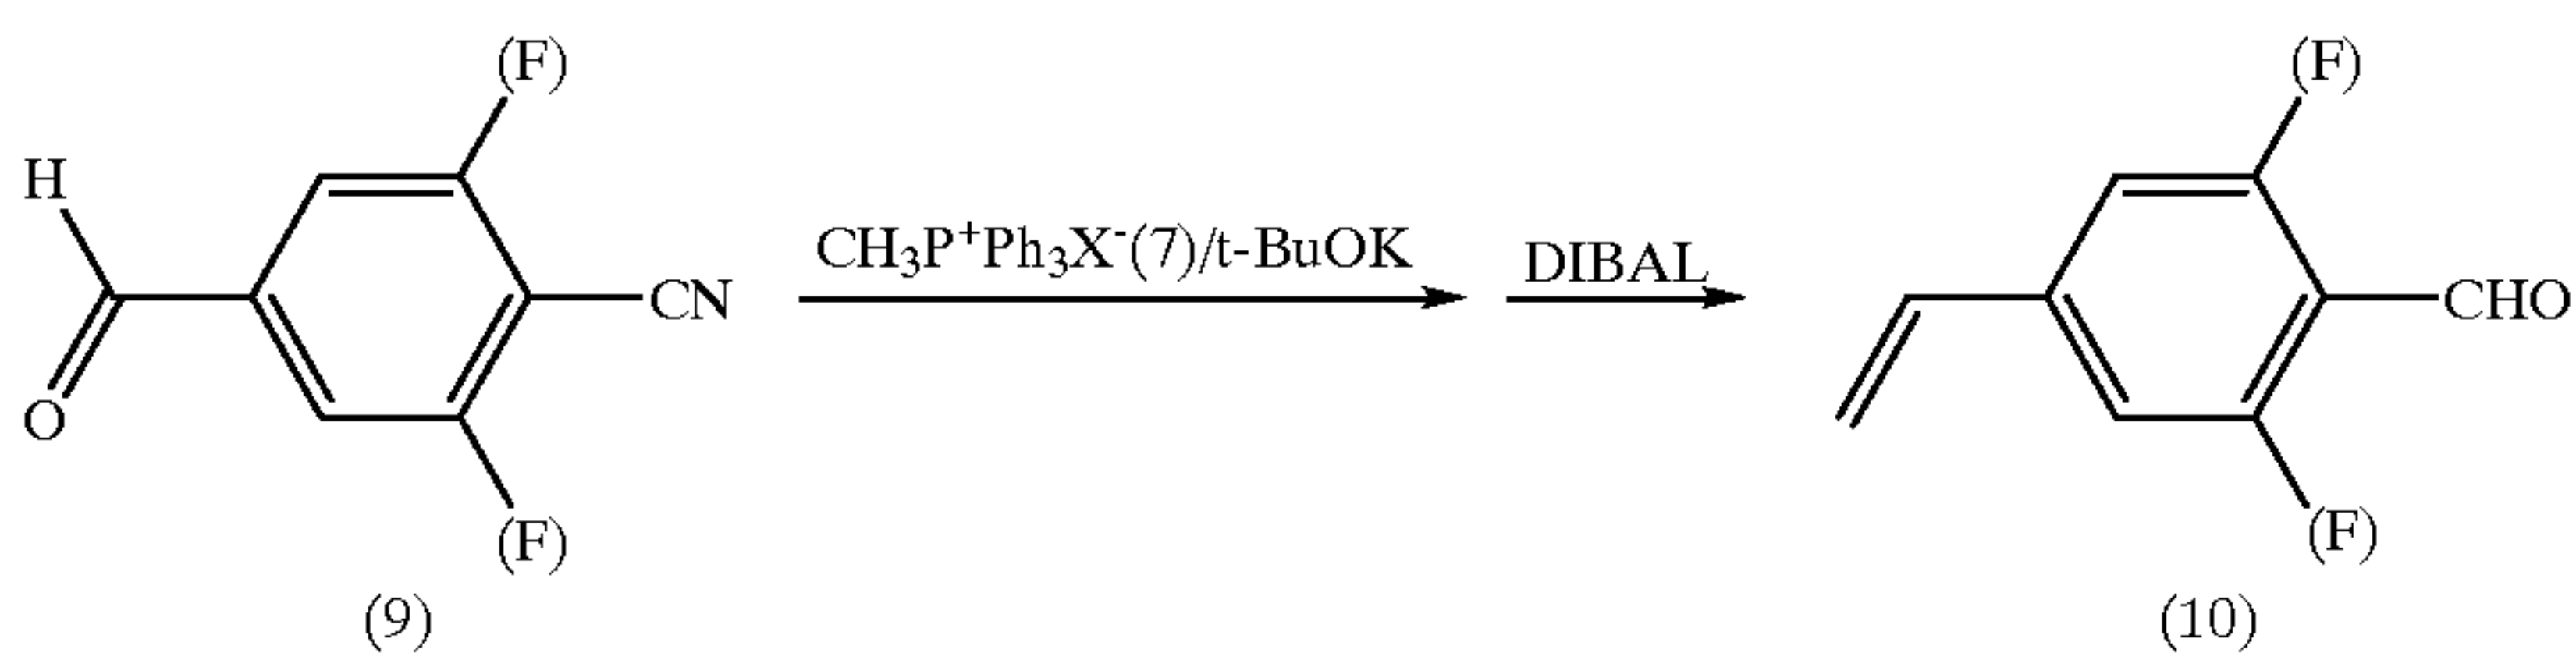 (F) (F)
H
CH₃P⁺Ph₃X⁻(7)/t-BuOK DIBAL
CN CHO
O
(F) (F)
(9) (10)